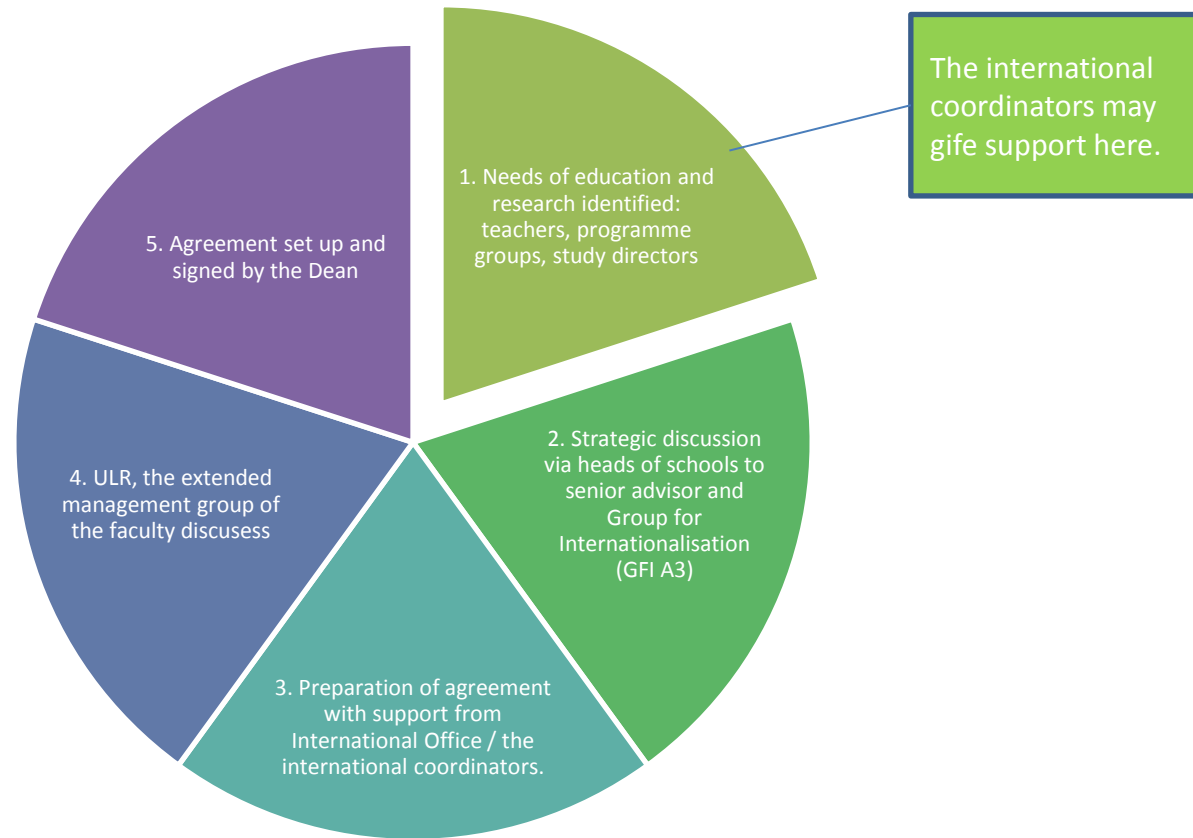 The international
coordinators may
gife support here.
1. Needs of education and
research identified:
teachers, programme
groups, study directors
2. Strategic discussion
via heads of schools to
senior advisor and
Group for
Internationalisation
(GFI A3)
3. Preparation of agreement
with support from
International Office / the
international coordinators.
4. ULR, the extended
management group of
the faculty discusess
5. Agreement set up and
signed by the Dean